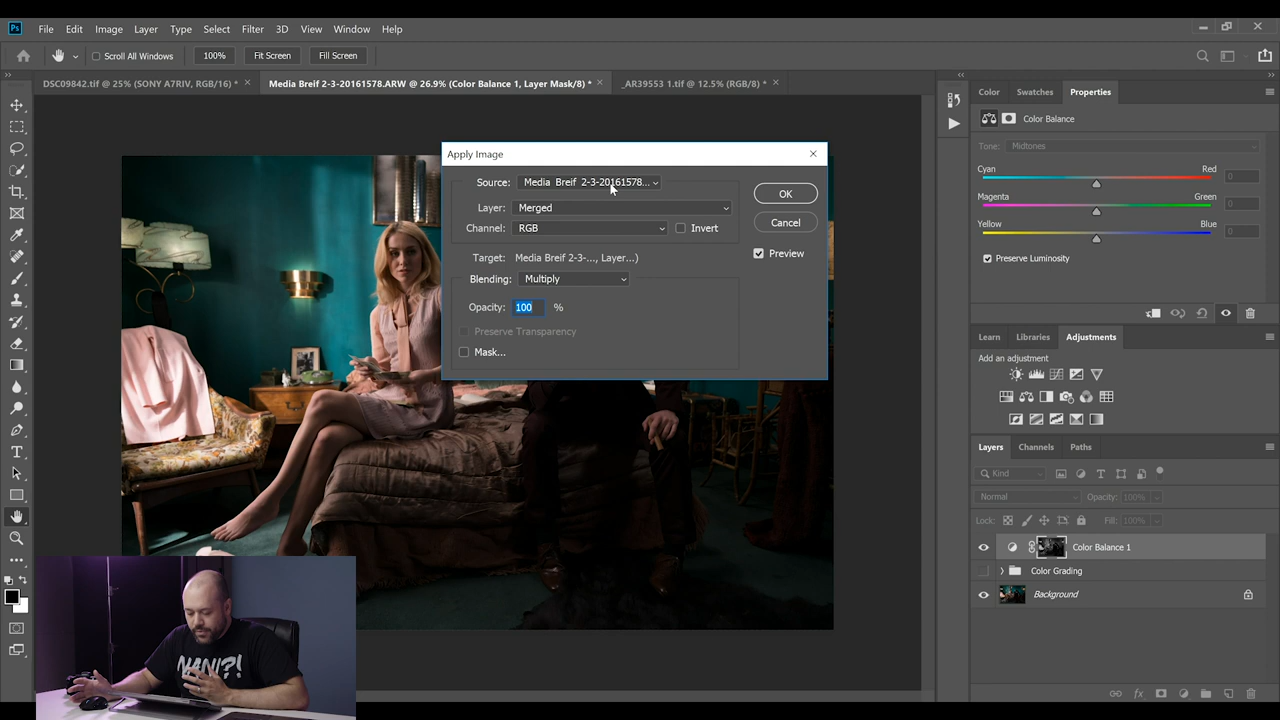 Ps File Edit Image Layer Type Select Filter 3D View Window Help
Scroll All Windows 100% Fit Screen Fill Screen
DSC09842.tif @ 25% (SONY A7RIV, RGB/16) * × Media Breif 2-3-20161578.ARW @ 26.9% (Color Balance 1, Layer Mask/8) * × _AR39553 1.tif @ 12.5% (RGB/8) * ×
Color Swatches Properties
Color Balance
Tone: Midtones
Cyan Red
0
Magenta Green
0
Yellow Blue
0
Preserve Luminosity
Apply Image
Source: Media Breif 2-3-20161578...
Layer: Merged
Channel: RGB Invert
Target: Media Breif 2-3-..., Layer...)
Blending: Multiply
Opacity: 100 %
Preserve Transparency
Mask...
OK
Cancel
Preview
Learn Libraries Adjustments
Add an adjustment
Layers Channels Paths
Kind
Normal Opacity: 100%
Lock: Fill: 100%
Color Balance 1
Color Grading
Background
fx
NANI?!